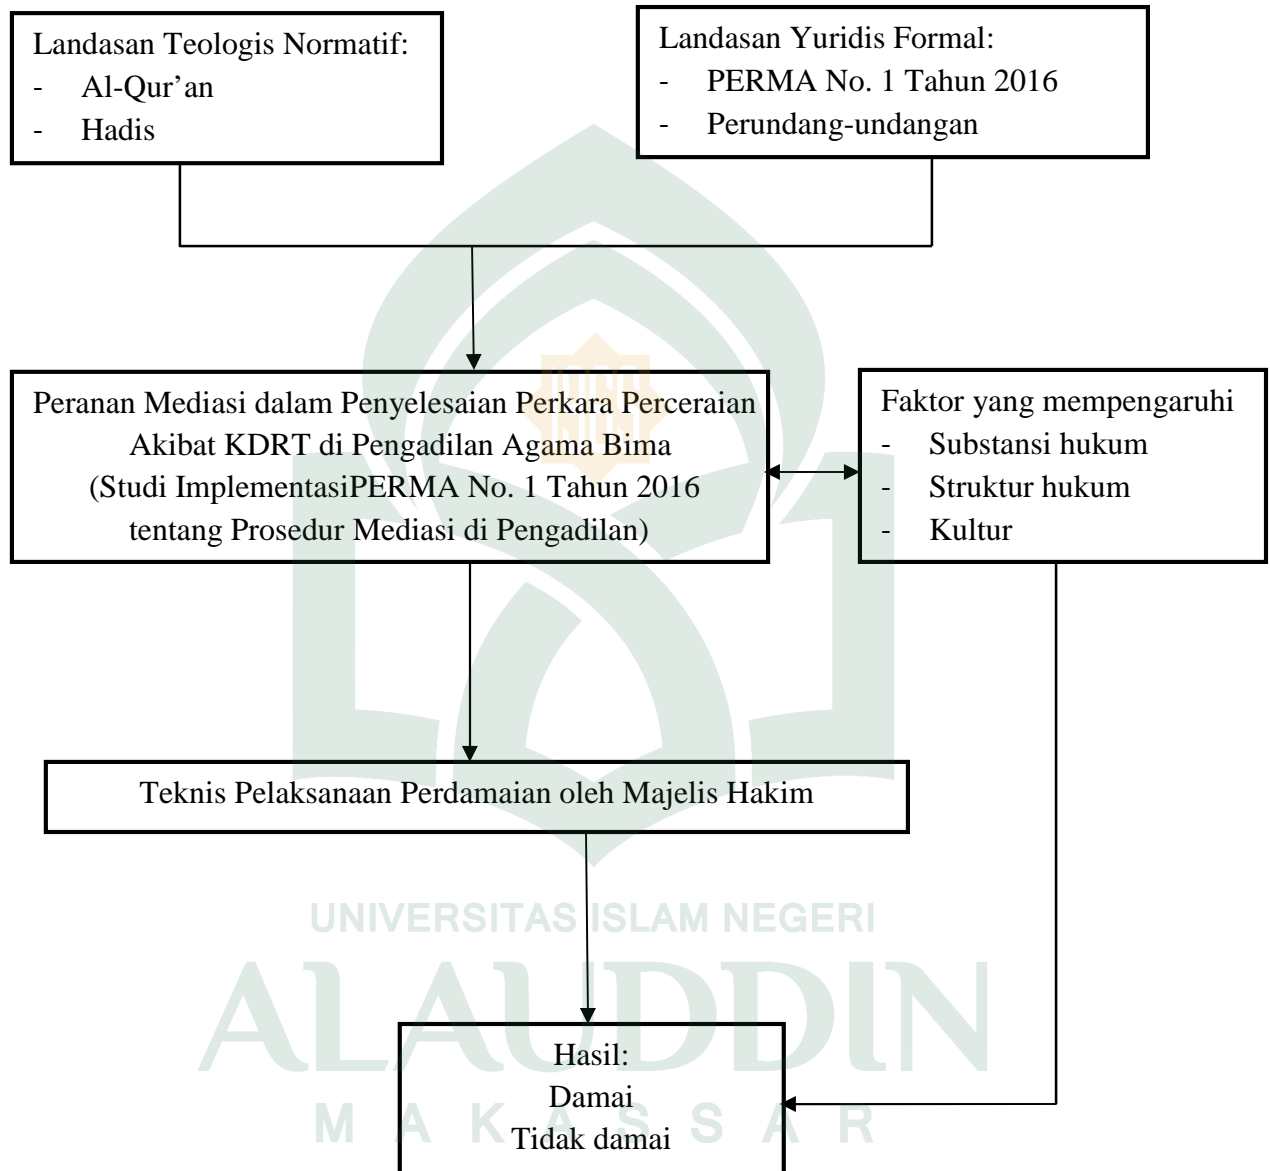 Landasan Teologis Normatif:
- Al-Qur’an
- Hadis
Landasan Yuridis Formal:
- PERMA No. 1 Tahun 2016
- Perundang-undangan
Peranan Mediasi dalam Penyelesaian Perkara Perceraian
Akibat KDRT di Pengadilan Agama Bima
(Studi ImplementasiPERMA No. 1 Tahun 2016
tentang Prosedur Mediasi di Pengadilan)
Faktor yang mempengaruhi
- Substansi hukum
- Struktur hukum
- Kultur
Teknis Pelaksanaan Perdamaian oleh Majelis Hakim
UNIVERSITAS ISLAM NEGERI
ALAUDDIN
MAKASSAR
Hasil:
Damai
Tidak damai